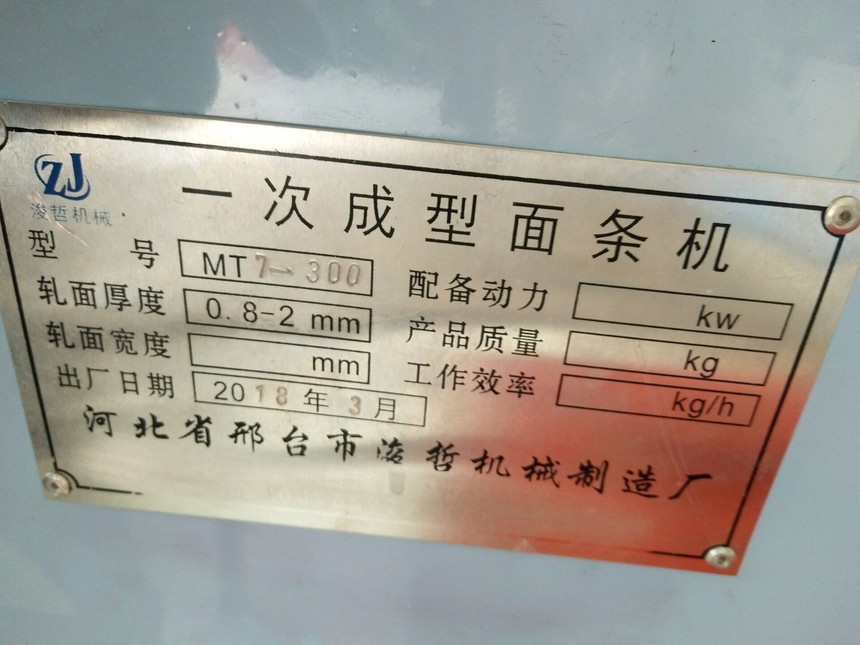 ZJ
浚哲机械
一次成型面条机
型 号 MT7-300 配备动力 kw
轧面厚度 0.8-2 mm 产品质量 kg
轧面宽度 mm 工作效率 kg/h
出厂日期 2018年3月
河北省邢台市浚哲机械制造厂